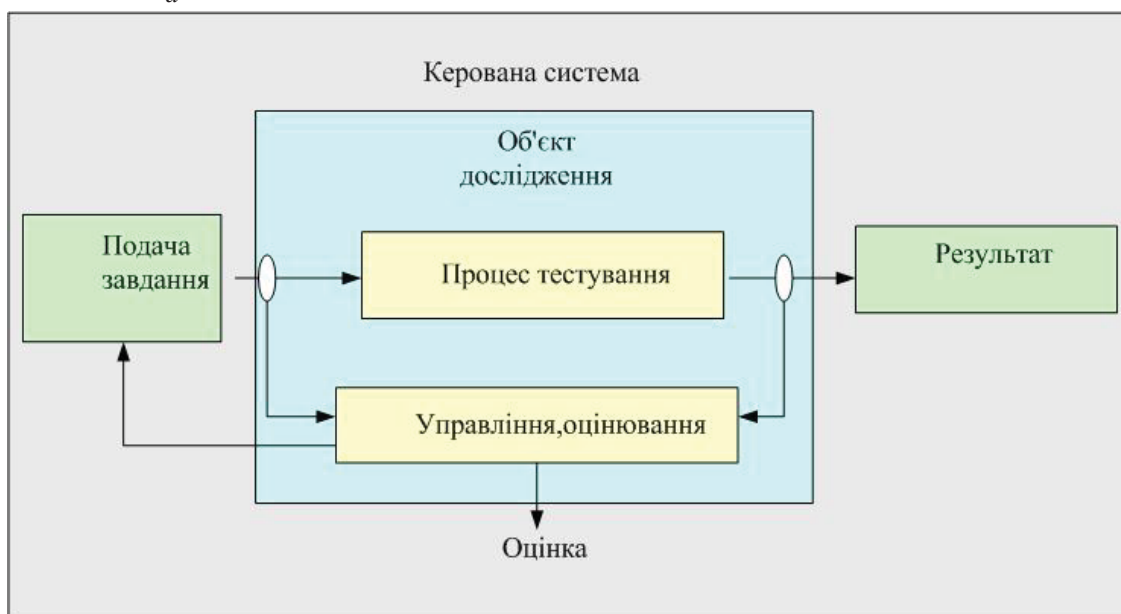 Керована система
Об'єкт
дослідження
Подача
завдання
Процес тестування
Результат
Управління,оцінювання
Оцінка